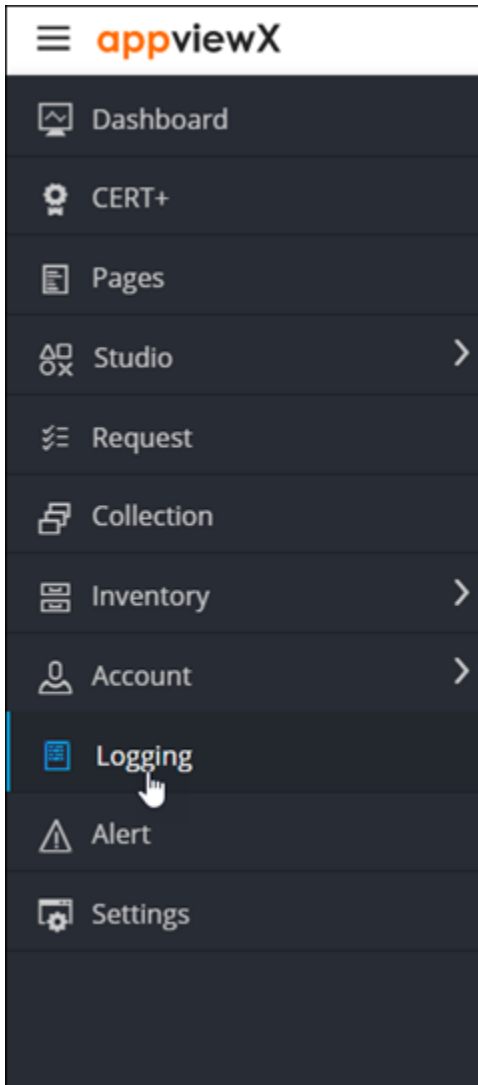 appviewX
Dashboard
CERT+
Pages
Studio
Request
Collection
Inventory
Account
Logging
Alert
Settings